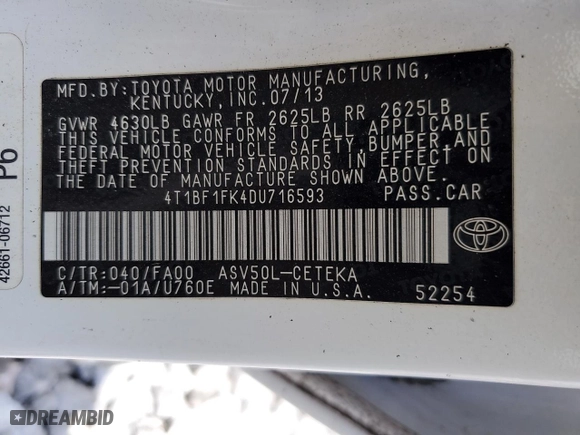 MFD.BY:TOYOTA MOTOR MANUFACTURING,
KENTUCKY,INC.07/13
GVWR 4630LB GAWR FR 2625LB RR 2625LB
THIS VEHICLE CONFORMS TO ALL APPLICABLE
FEDERAL MOTOR VEHICLE SAFETY,BUMPER,AND
THEFT PREVENTION STANDARDS IN EFFECT ON
THE DATE OF MANUFACTURE SHOWN ABOVE.
4T1BF1FK4DU716593 PASS.CAR
C/TR:040/FA00 ASV50L-CETEKA
A/TM:-01A/U760E MADE IN U.S.A. 52254
42661-06712 P6
DREAMBID